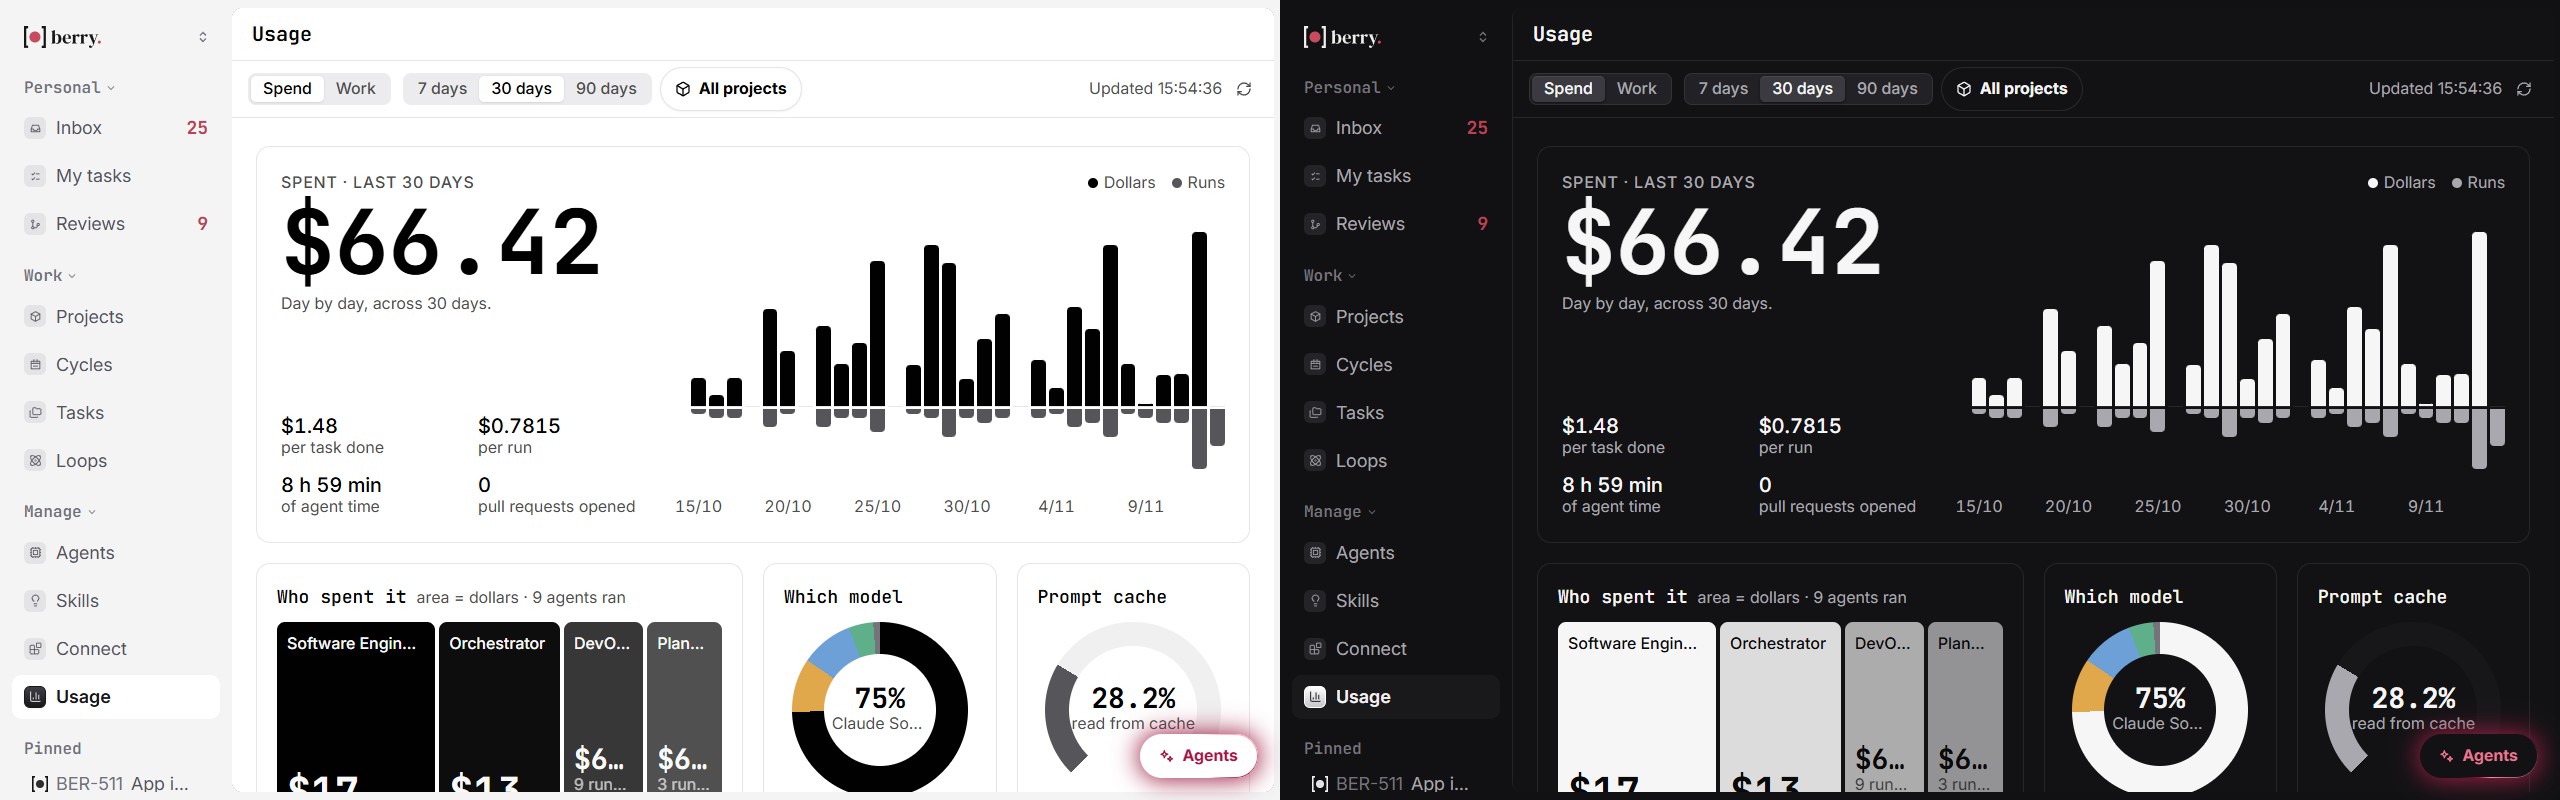 berry.
Personal
Inbox 25
My tasks
Reviews 9
Work
Projects
Cycles
Tasks
Loops
Manage
Agents
Skills
Connect
Usage
Pinned
BER-511 App i...
Usage
Spend Work 7 days 30 days 90 days All projects Updated 15:54:36
SPENT · LAST 30 DAYS
Dollars Runs
$66.42
Day by day, across 30 days.
$1.48
per task done
$0.7815
per run
8 h 59 min
of agent time
0
pull requests opened
15/10 20/10 25/10 30/10 4/11 9/11
Who spent it area = dollars · 9 agents ran
Software Engin... Orchestrator DevO... Plan...
$17 $13 $6... $6...
9 run... 3 run...
Which model
75%
Claude So...
Prompt cache
28.2%
read from cache
Agents
berry.
Personal
Inbox 25
My tasks
Reviews 9
Work
Projects
Cycles
Tasks
Loops
Manage
Agents
Skills
Connect
Usage
Pinned
BER-511 App i...
Usage
Spend Work 7 days 30 days 90 days All projects Updated 15:54:36
SPENT · LAST 30 DAYS
Dollars Runs
$66.42
Day by day, across 30 days.
$1.48
per task done
$0.7815
per run
8 h 59 min
of agent time
0
pull requests opened
15/10 20/10 25/10 30/10 4/11 9/11
Who spent it area = dollars · 9 agents ran
Software Engin... Orchestrator DevO... Plan...
$17 $13 $6... $6...
9 run... 3 run...
Which model
75%
Claude So...
Prompt cache
28.2%
read from cache
Agents